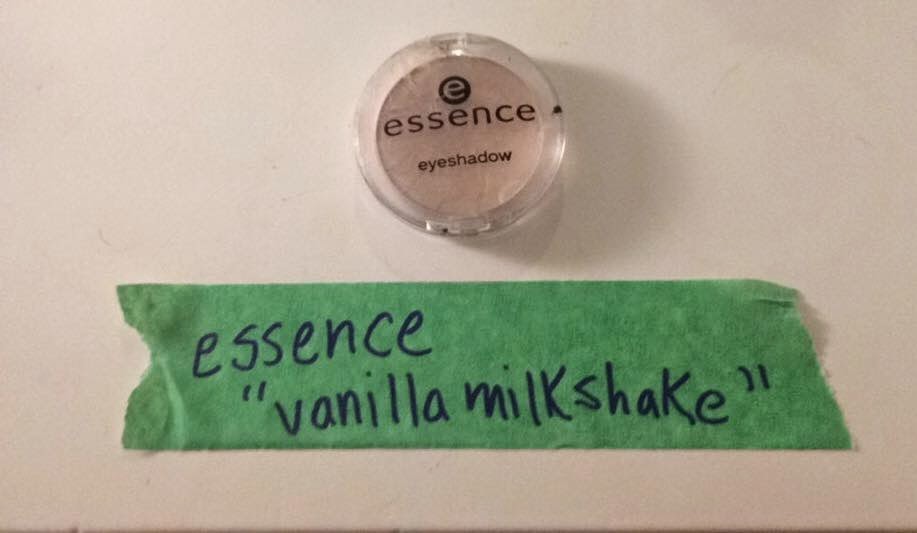 e
essence
eyeshadow
essence
"vanilla milkshake"